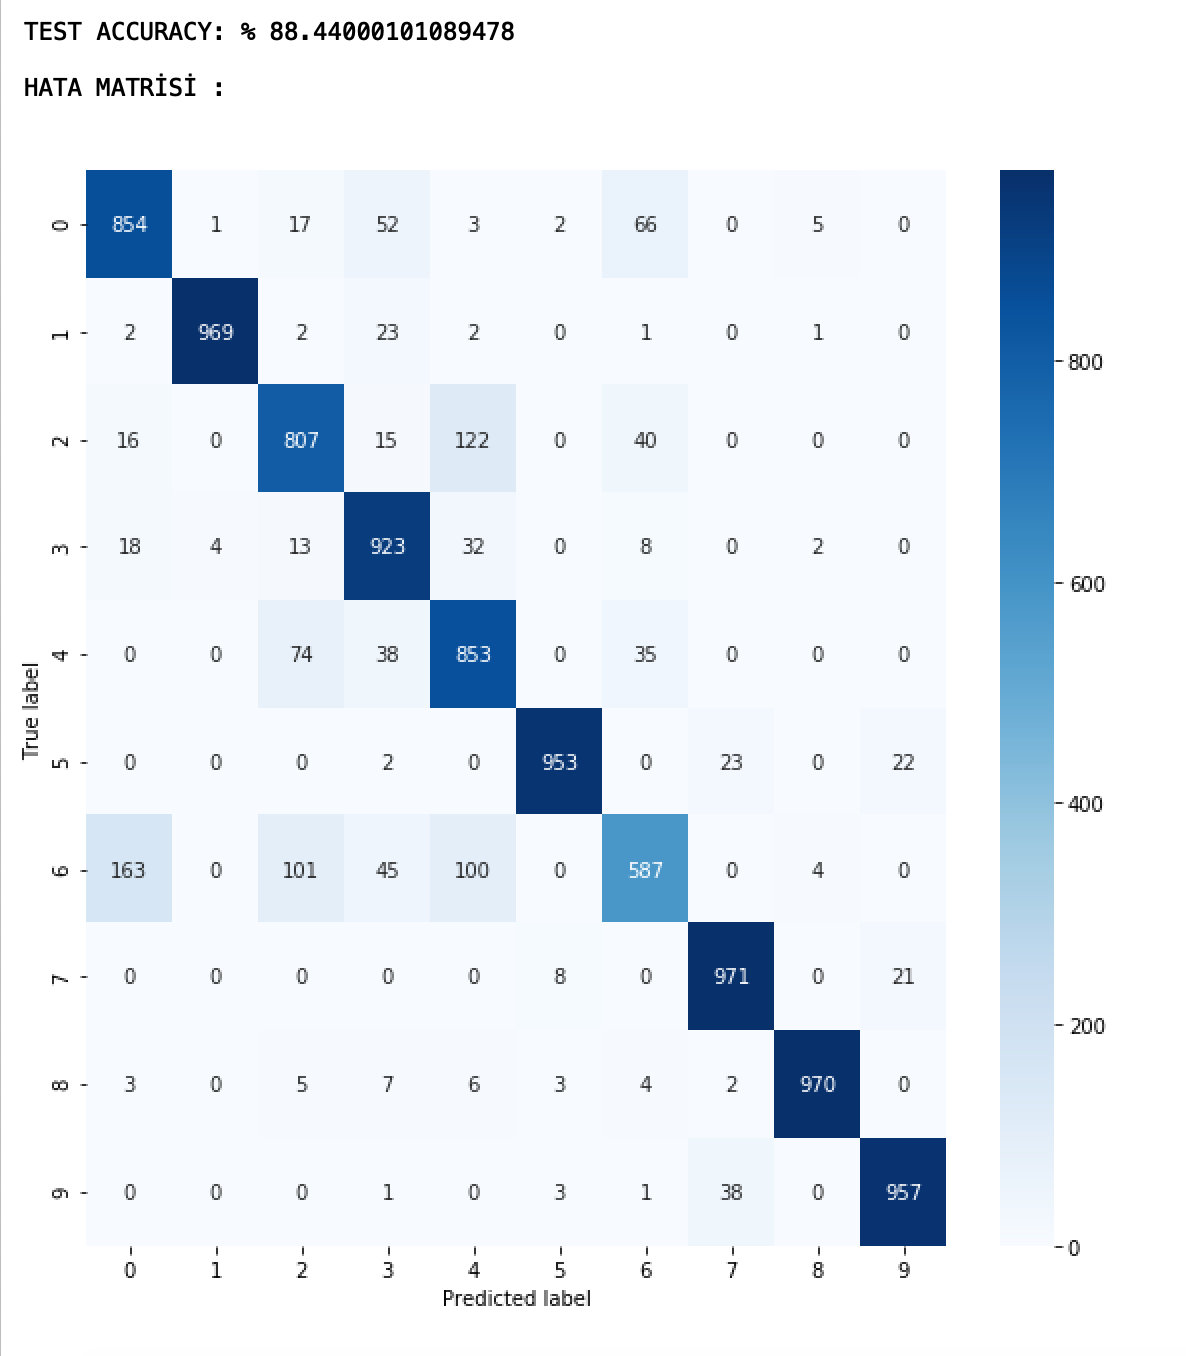 TEST ACCURACY: % 88.44000101089478
HATA MATRİSİ :
0 854 1 17 52 3 2 66 0 5 0
1 2 969 2 23 2 0 1 0 1 0
2 16 0 807 15 122 0 40 0 0 0
3 18 4 13 923 32 0 8 0 2 0
4 0 0 74 38 853 0 35 0 0 0
5 0 0 0 2 0 953 0 23 0 22
6 163 0 101 45 100 0 587 0 4 0
7 0 0 0 0 0 8 0 971 0 21
8 3 0 5 7 6 3 4 2 970 0
9 0 0 0 1 0 3 1 38 0 957
0 1 2 3 4 5 6 7 8 9
Predicted label
True label
800
600
400
200
0